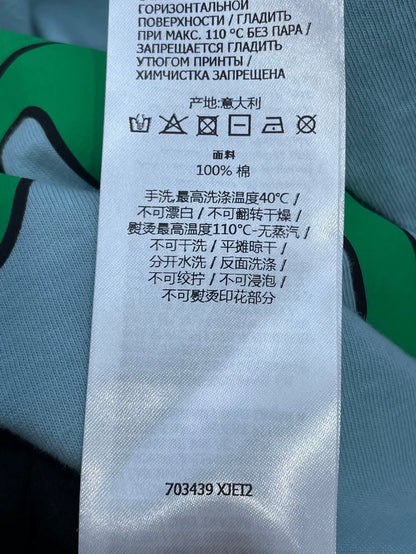 ГОРИЗОНТАЛЬНОЙ
ПОВЕРХНОСТИ / ГЛАДИТЬ
ПРИ МАКС. 110 °C БЕЗ ПАРА /
ЗАПРЕЩАЕТСЯ ГЛАДИТЬ
УТЮГОМ ПРИНТЫ /
ХИМЧИСТКА ЗАПРЕЩЕНА
产地:意大利
面料
100% 棉
手洗,最高洗涤温度40℃ /
不可漂白 / 不可翻转干燥 /
熨烫最高温度110℃-无蒸汽 /
不可干洗 / 平摊晾干 /
分开水洗 / 反面洗涤 /
不可绞拧 / 不可浸泡 /
不可熨烫印花部分
703439 XJET2